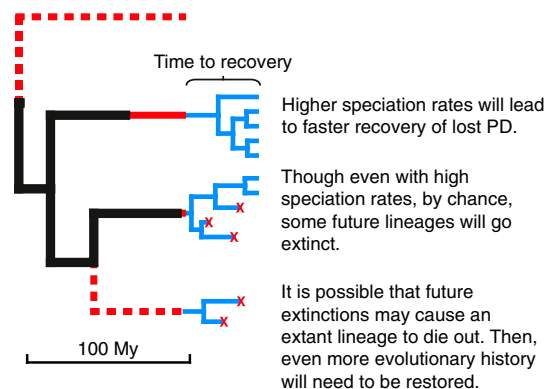 Time to recovery
Higher speciation rates will lead
to faster recovery of lost PD.
Though even with high
speciation rates, by chance,
some future lineages will go
extinct.
X
X
X
It is possible that future
extinctions may cause an
extant lineage to die out. Then,
even more evolutionary history
will need to be restored.
X
X
100 My